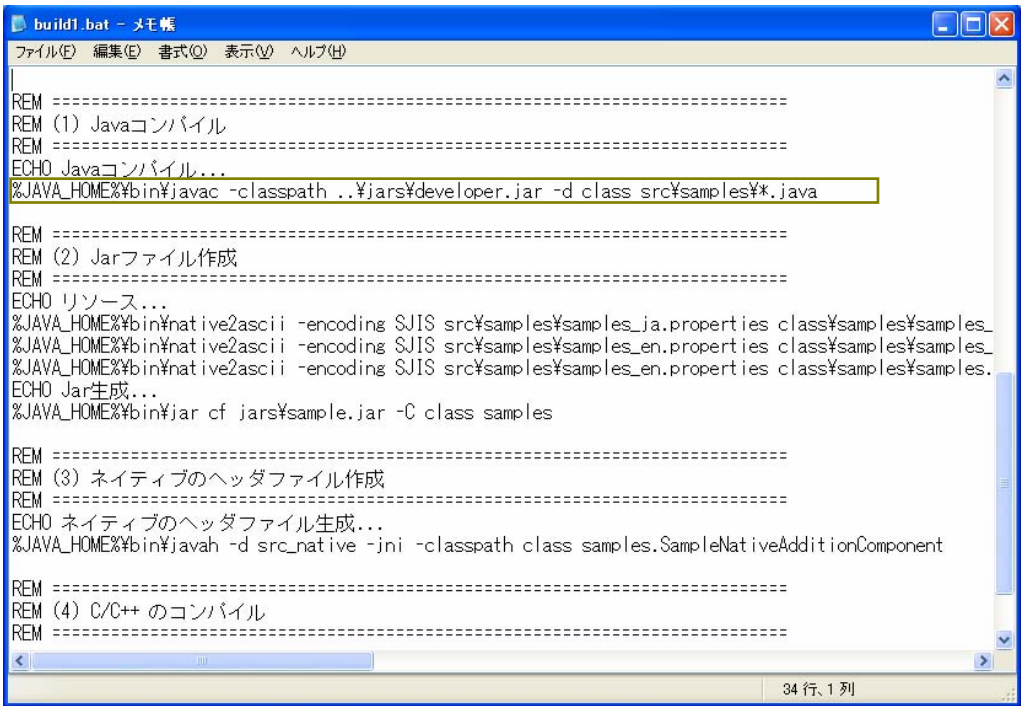 build1.bat - メモ帳
ファイル(F) 編集(E) 書式(O) 表示(V) ヘルプ(H)
REM ===========================================================================
REM (1) Javaコンパイル
REM ===========================================================================
ECHO Javaコンパイル...
%JAVA_HOME%¥bin¥javac -classpath ..¥jars¥developer.jar -d class src¥samples¥*.java
REM ===========================================================================
REM (2) Jarファイル作成
REM ===========================================================================
ECHO リソース...
%JAVA_HOME%¥bin¥native2ascii -encoding SJIS src¥samples¥samples_ja.properties class¥samples¥samples_
%JAVA_HOME%¥bin¥native2ascii -encoding SJIS src¥samples¥samples_en.properties class¥samples¥samples_
%JAVA_HOME%¥bin¥native2ascii -encoding SJIS src¥samples¥samples_en.properties class¥samples¥samples.
ECHO Jar生成...
%JAVA_HOME%¥bin¥jar cf jars¥sample.jar -C class samples
REM ===========================================================================
REM (3) ネイティブのヘッダファイル作成
REM ===========================================================================
ECHO ネイティブのヘッダファイル生成...
%JAVA_HOME%¥bin¥javah -d src_native -jni -classpath class samples.SampleNativeAdditionComponent
REM ===========================================================================
REM (4) C/C++ のコンパイル
REM ===========================================================================
34 行、1 列